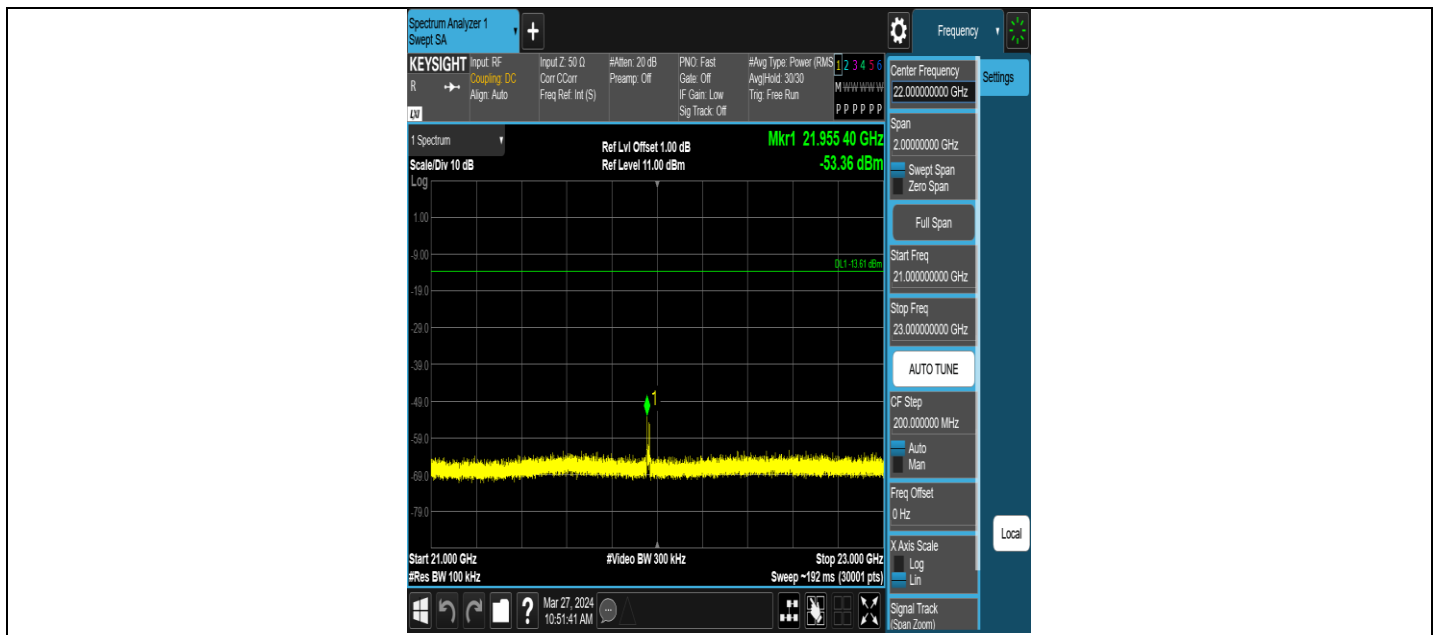 Spectrum Analyzer 1
Swept SA
+
Frequency
KEYSIGHT
R
LXI
Input: RF
Coupling: DC
Align: Auto
Input Z: 50 Ω
Corr CCorr
Freq Ref: Int (S)
#Atten: 20 dB
Preamp: Off
PNO: Fast
Gate: Off
IF Gain: Low
Sig Track: Off
#Avg Type: Power (RMS
Avg|Hold: 30/30
Trig: Free Run
1 2 3 4 5 6
M W W W W W
P P P P P P
1 Spectrum
Scale/Div 10 dB
Log
Ref Lvl Offset 1.00 dB
Ref Level 11.00 dBm
Mkr1 21.955 40 GHz
-53.36 dBm
1.00
-9.00
DL1 -13.61 dBm
-19.0
-29.0
-39.0
-49.0
1
-59.0
-69.0
-79.0
Start 21.000 GHz
#Res BW 100 kHz
#Video BW 300 kHz
Stop 23.000 GHz
Sweep ~192 ms (30001 pts)
Center Frequency
22.000000000 GHz
Settings
Span
2.00000000 GHz
Swept Span
Zero Span
Full Span
Start Freq
21.000000000 GHz
Stop Freq
23.000000000 GHz
AUTO TUNE
CF Step
200.000000 MHz
Auto
Man
Freq Offset
0 Hz
X Axis Scale
Log
Lin
Local
Signal Track
(Span Zoom)
?
Mar 27, 2024
10:51:41 AM